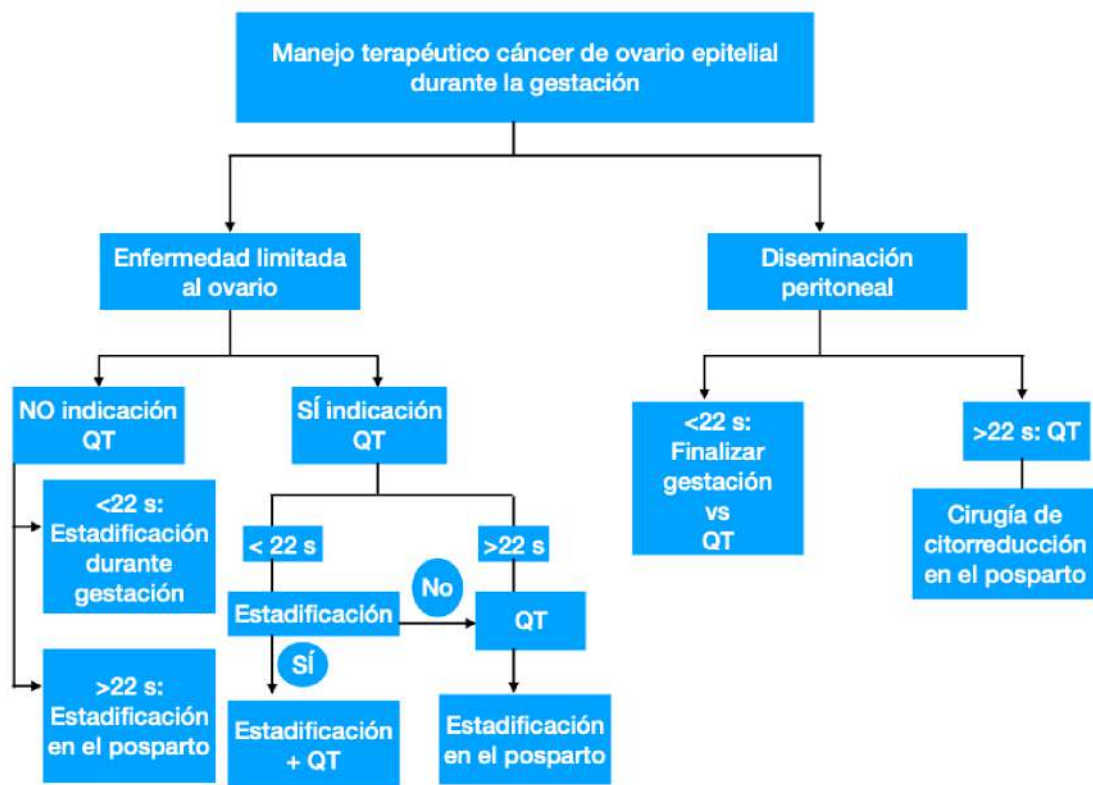 Manejo terapéutico cáncer de ovario epitelial
durante la gestación
Enfermedad limitada
al ovario
Diseminación
peritoneal
NO indicación
QT
SÍ indicación
QT
<22 s:
Finalizar
gestación
vs
QT
>22 s: QT
<22 s:
Estadificación
durante
gestación
< 22 s
>22 s
Cirugía de
citorreducción
en el posparto
Estadificación
No
QT
SÍ
>22 s:
Estadificación
en el posparto
Estadificación
+ QT
Estadificación
en el posparto